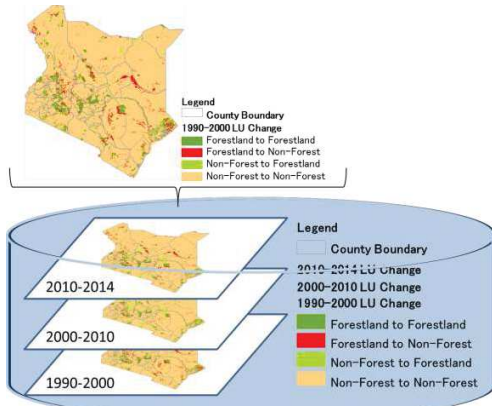 Legend
County Boundary
1990-2000 LU Change
Forestland to Forestland
Forestland to Non-Forest
Non-Forest to Forestland
Non-Forest to Non-Forest
Legend
County Boundary
2010-2014 LU Change
2000-2010 LU Change
1990-2000 LU Change
Forestland to Forestland
Forestland to Non-Forest
Non-Forest to Forestland
Non-Forest to Non-Forest
2010-2014
2000-2010
1990-2000